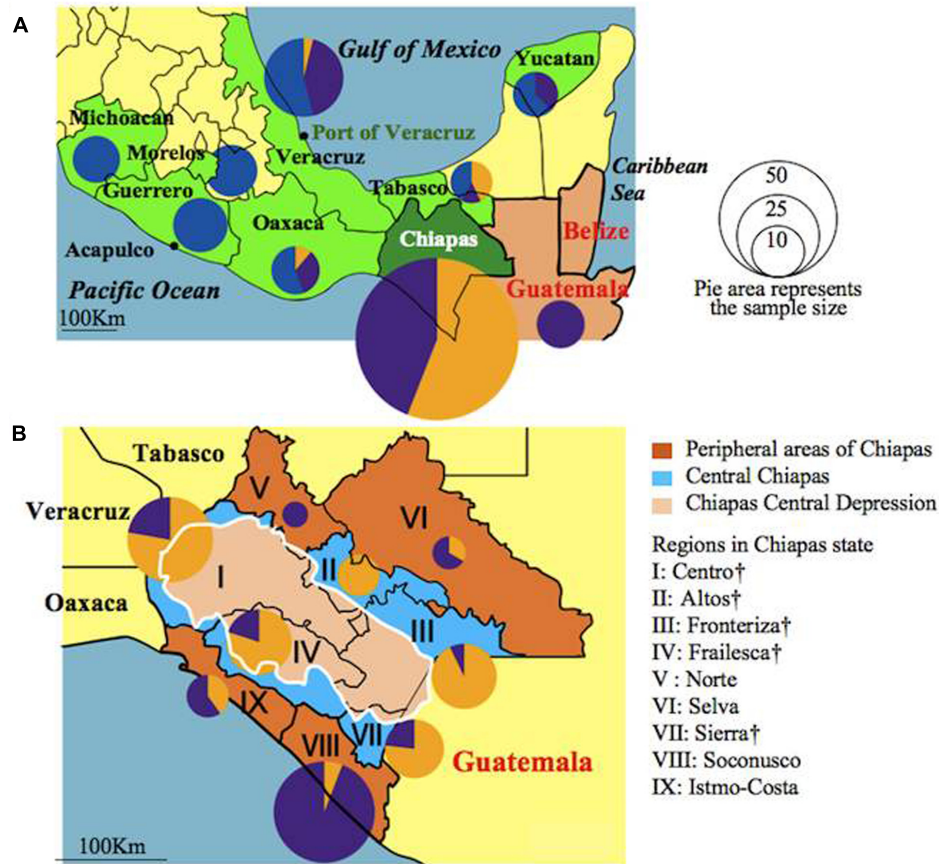 A
Gulf of Mexico
Yucatan
Michoacan
Port of Veracruz
Morelos
Veracruz
Caribbean
Sea
Guerrero
Tabasco
Oaxaca
Chiapas
Belize
Acapulco
Pacific Ocean
Guatemala
100Km
50
25
10
Pie area represents
the sample size
B
Tabasco
Veracruz
Oaxaca
V
VI
I
II
III
IV
IX
VIII
VII
Guatemala
100Km
Peripheral areas of Chiapas
Central Chiapas
Chiapas Central Depression
Regions in Chiapas state
I: Centro†
II: Altos†
III: Fronteriza†
IV: Frailesca†
V : Norte
VI: Selva
VII: Sierra†
VIII: Soconusco
IX: Istmo-Costa